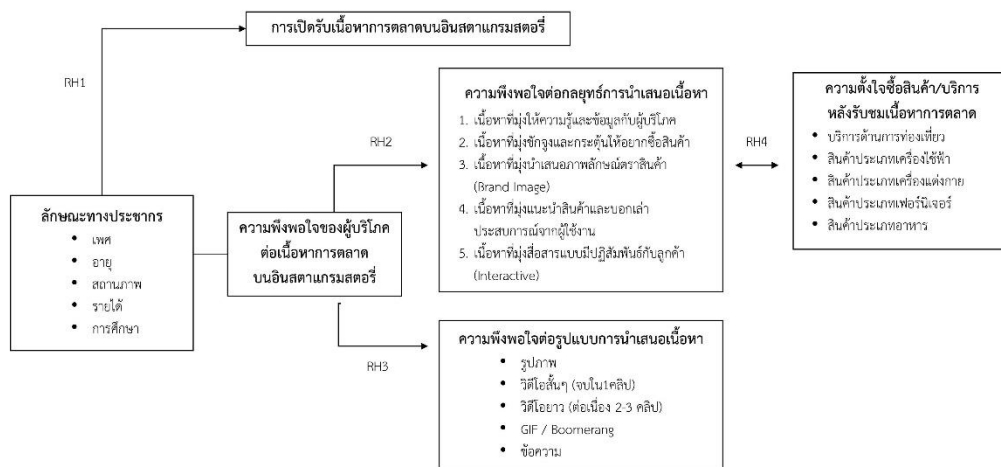 การเปิดรับเนื้อหาการตลาดบนอินสตาแกรมสตอรี่
RH1
ความพึงพอใจต่อกลยุทธ์การนำเสนอเนื้อหา
1. เนื้อหาที่มุ่งให้ความรู้และข้อมูลกับผู้บริโภค
2. เนื้อหาที่มุ่งชักจูงและกระตุ้นให้อยากซื้อสินค้า
3. เนื้อหาที่มุ่งนำเสนอภาพลักษณ์ตราสินค้า
(Brand Image)
4. เนื้อหาที่มุ่งแนะนำสินค้าและบอกเล่า
ประสบการณ์จากผู้ใช้งาน
5. เนื้อหาที่มุ่งสื่อสารแบบมีปฏิสัมพันธ์กับลูกค้า
(Interactive)
RH2
RH4
ความตั้งใจซื้อสินค้า/บริการ
หลังรับชมเนื้อหาการตลาด
• บริการด้านการท่องเที่ยว
• สินค้าประเภทเครื่องใช้ฟ้า
• สินค้าประเภทเครื่องแต่งกาย
• สินค้าประเภทเฟอร์นิเจอร์
• สินค้าประเภทอาหาร
ลักษณะทางประชากร
• เพศ
• อายุ
• สถานภาพ
• รายได้
• การศึกษา
ความพึงพอใจของผู้บริโภค
ต่อเนื้อหาการตลาด
บนอินสตาแกรมสตอรี่
RH3
ความพึงพอใจต่อรูปแบบการนำเสนอเนื้อหา
• รูปภาพ
• วิดีโอสั้นๆ (จบใน1คลิป)
• วิดีโอยาว (ต่อเนื่อง 2-3 คลิป)
• GIF / Boomerang
• ข้อความ